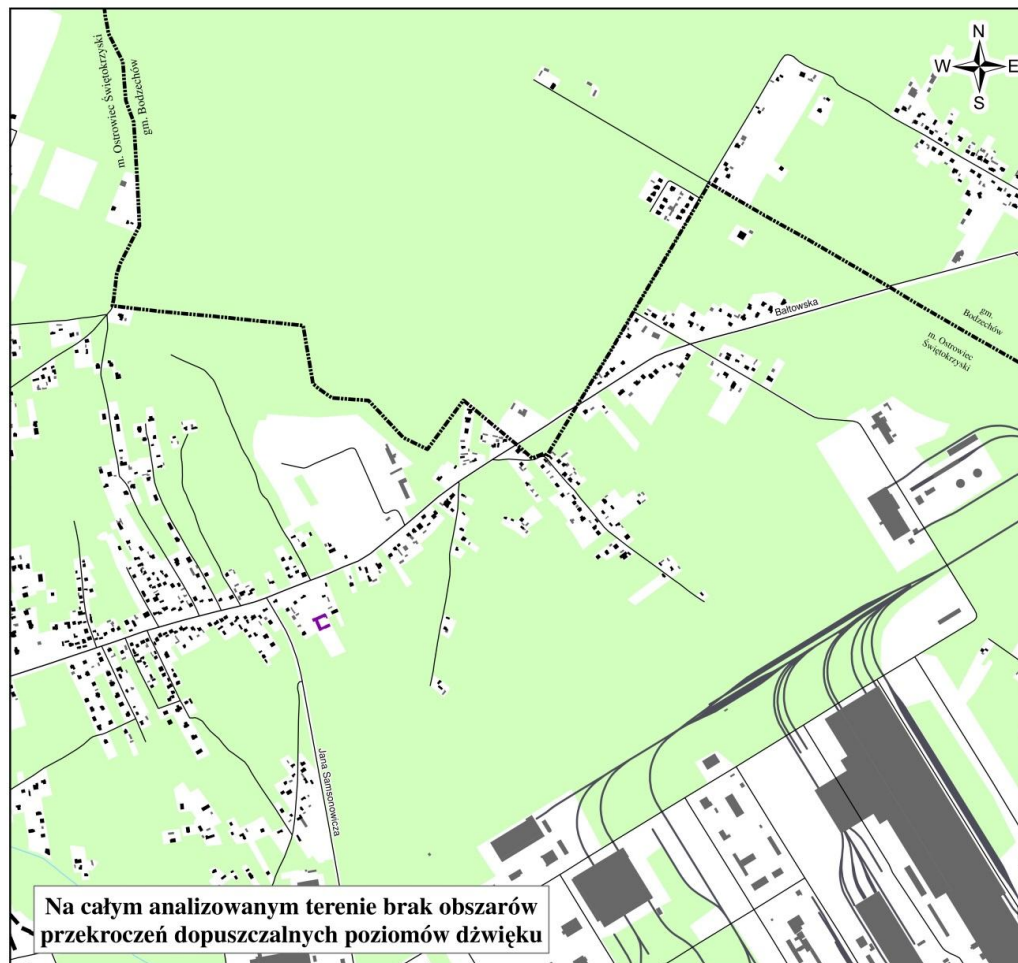 N
W E
S
m. Ostrowiec Świętokrzyski
gm. Bodzechów
Bałtowska
gm.
Bodzechów
m. Ostrowiec
Świętokrzyski
Jana Samsonowicza
Na całym analizowanym terenie brak obszarów
przekroczeń dopuszczalnych poziomów dźwięku